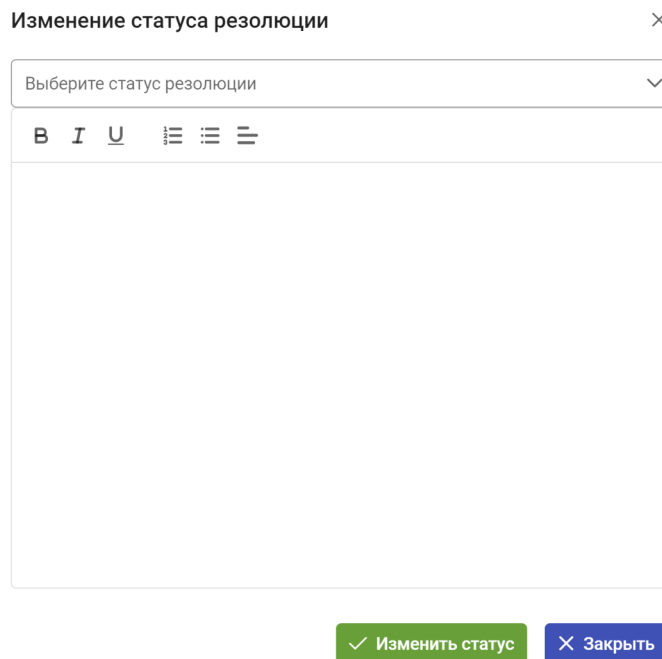 Изменение статуса резолюции
Выберите статус резолюции
B I U
Изменить статус
Закрыть